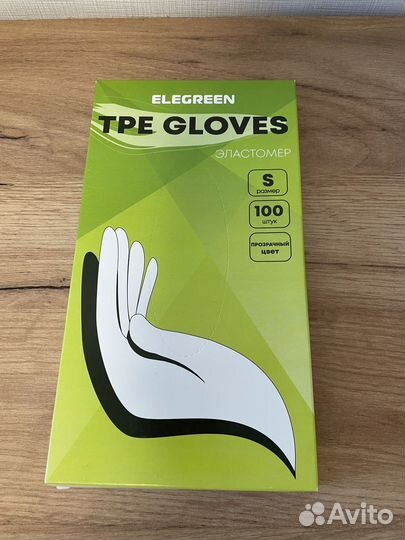 ELEGREEN
TPE GLOVES
ЭЛАСТОМЕР
S
размер
100
штук
ПРОЗРАЧНЫЙ
цвет
Avito